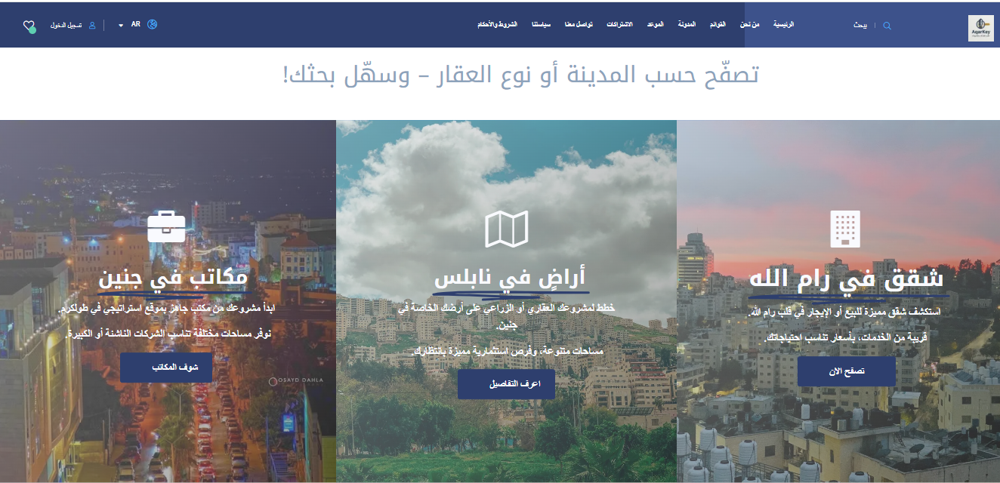 AqarKey
يبحث
الرئيسية
من نحن
القوائم
المدونة
الموعد
الاشتراكات
تواصل معنا
سياستنا
الشروط والأحكام
AR
تسجيل الدخول
تصفّح حسب المدينة أو نوع العقار – وسهّل بحثك!
شقق في رام الله
استكشف شقق مميزة للبيع أو الإيجار في قلب رام الله.
قريبة من الخدمات، بأسعار تناسب احتياجاتك.
تصفح الان
أراضٍ في نابلس
خطط لمشروعك العقاري أو الزراعي على أرضك الخاصة في
جنين.
مساحات متنوعة، وفرص استثمارية مميزة بانتظارك.
اعرف التفاصيل
مكاتب في جنين
ابدأ مشروعك من مكتب جاهز بموقع استراتيجي في طولكرم.
نوفّر مساحات مختلفة تناسب الشركات الناشئة أو الكبيرة.
شوف المكاتب
OSAYD DAHLA